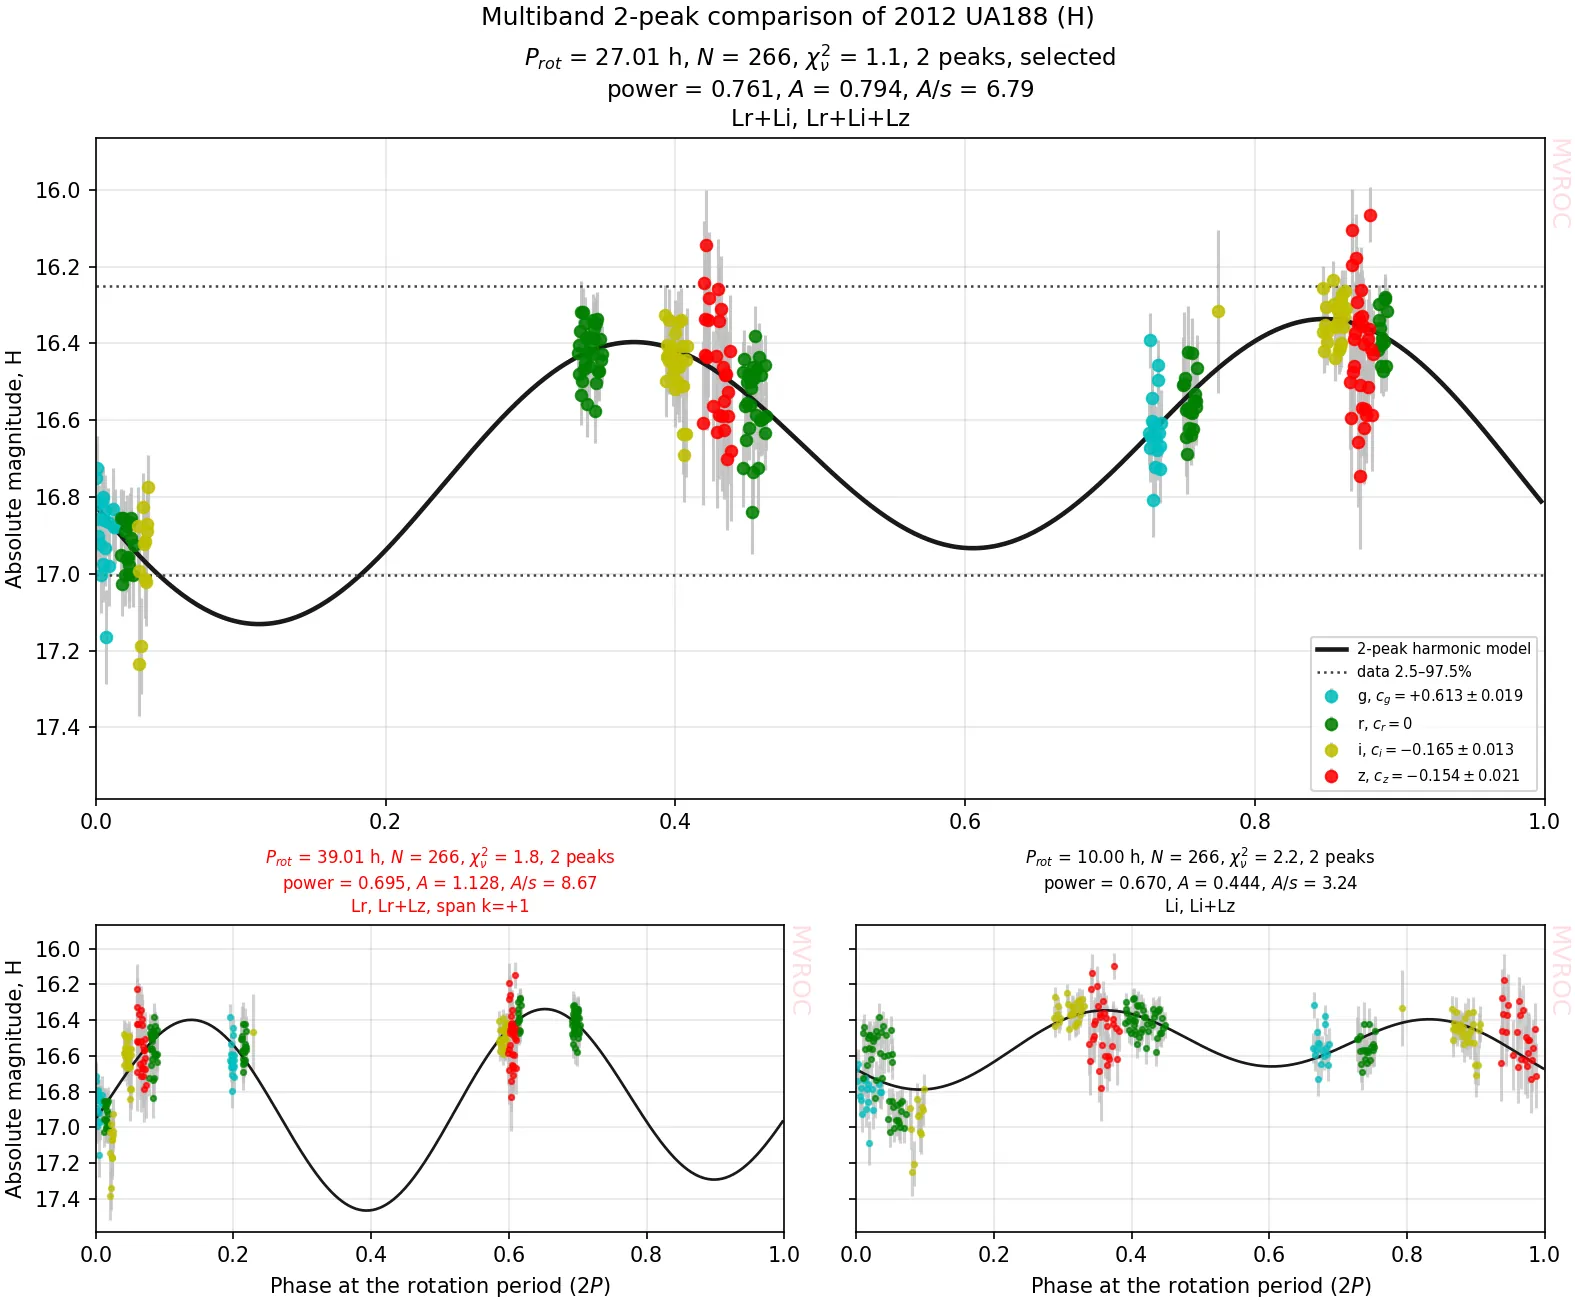 Multiband 2-peak comparison of 2012 UA188 (H)
P_rot = 27.01 h, N = 266, χ²_ν = 1.1, 2 peaks, selected
power = 0.761, A = 0.794, A/s = 6.79
Lr+Li, Lr+Li+Lz
MVROC
Absolute magnitude, H
16.0
16.2
16.4
16.6
16.8
17.0
17.2
17.4
2-peak harmonic model
data 2.5–97.5%
g, c_g = +0.613 ± 0.019
r, c_r = 0
i, c_i = −0.165 ± 0.013
z, c_z = −0.154 ± 0.021
0.0 0.2 0.4 0.6 0.8 1.0
P_rot = 39.01 h, N = 266, χ²_ν = 1.8, 2 peaks
power = 0.695, A = 1.128, A/s = 8.67
Lr, Lr+Lz, span k=+1
MVROC
Absolute magnitude, H
16.0
16.2
16.4
16.6
16.8
17.0
17.2
17.4
0.0 0.2 0.4 0.6 0.8 1.0
Phase at the rotation period (2P)
P_rot = 10.00 h, N = 266, χ²_ν = 2.2, 2 peaks
power = 0.670, A = 0.444, A/s = 3.24
Li, Li+Lz
MVROC
0.0 0.2 0.4 0.6 0.8 1.0
Phase at the rotation period (2P)